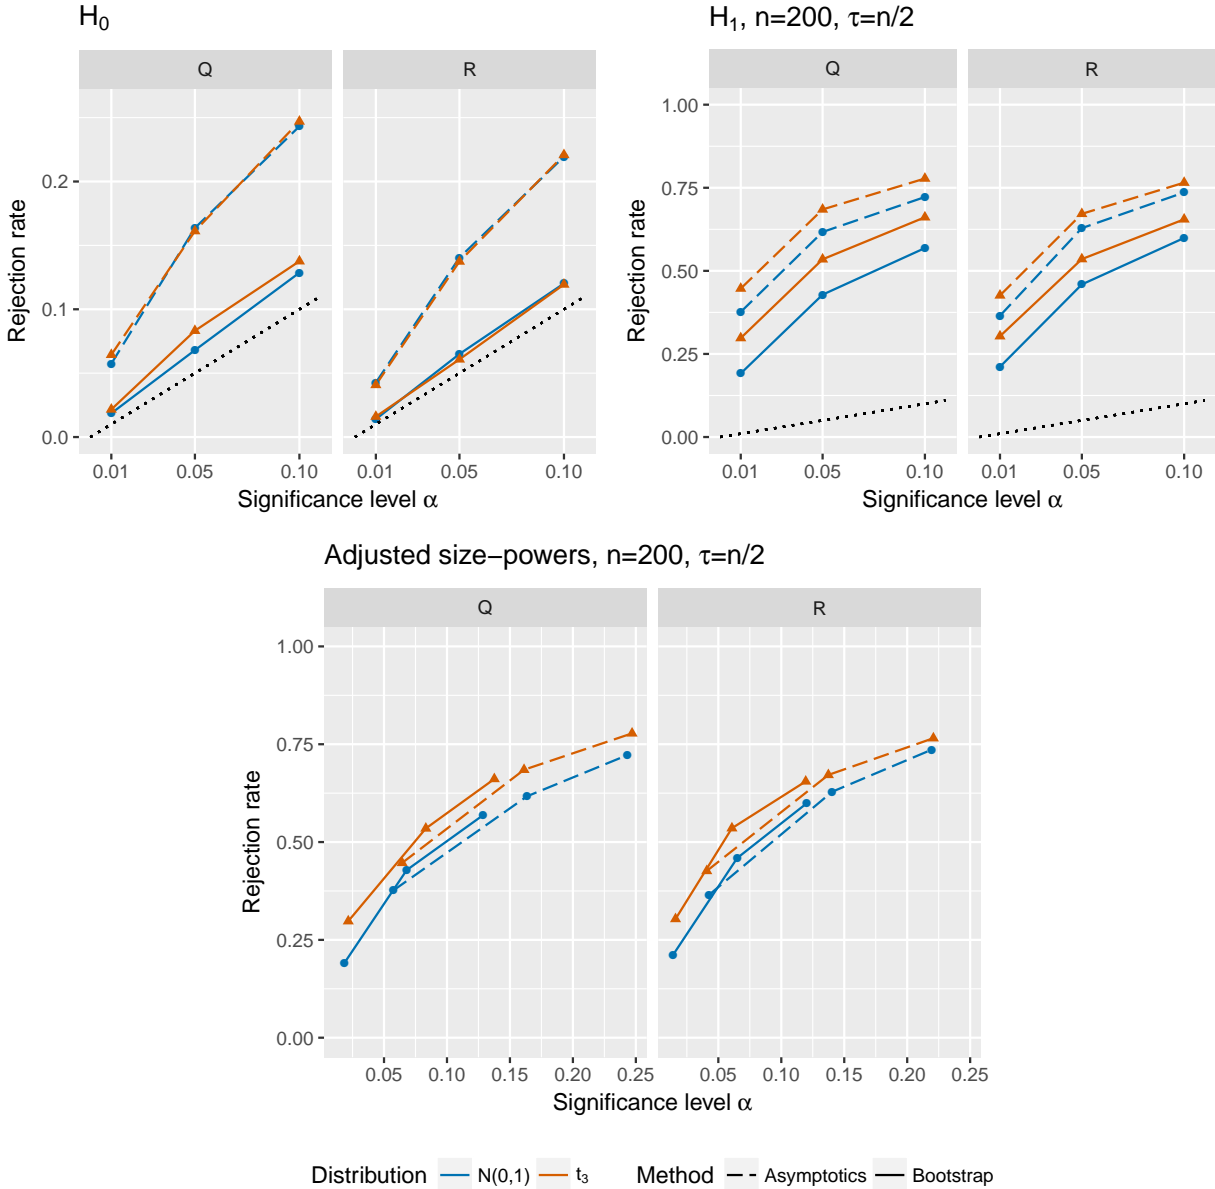 H₀
Q R
0.2
0.1
0.0
Rejection rate
0.01 0.05 0.10 0.01 0.05 0.10
Significance level α
H₁, n=200, τ=n/2
Q R
1.00
0.75
0.50
0.25
0.00
Rejection rate
0.01 0.05 0.10 0.01 0.05 0.10
Significance level α
Adjusted size−powers, n=200, τ=n/2
Q R
1.00
0.75
0.50
0.25
0.00
Rejection rate
0.05 0.10 0.15 0.20 0.25 0.05 0.10 0.15 0.20 0.25
Significance level α
Distribution N(0,1) t₃ Method Asymptotics Bootstrap